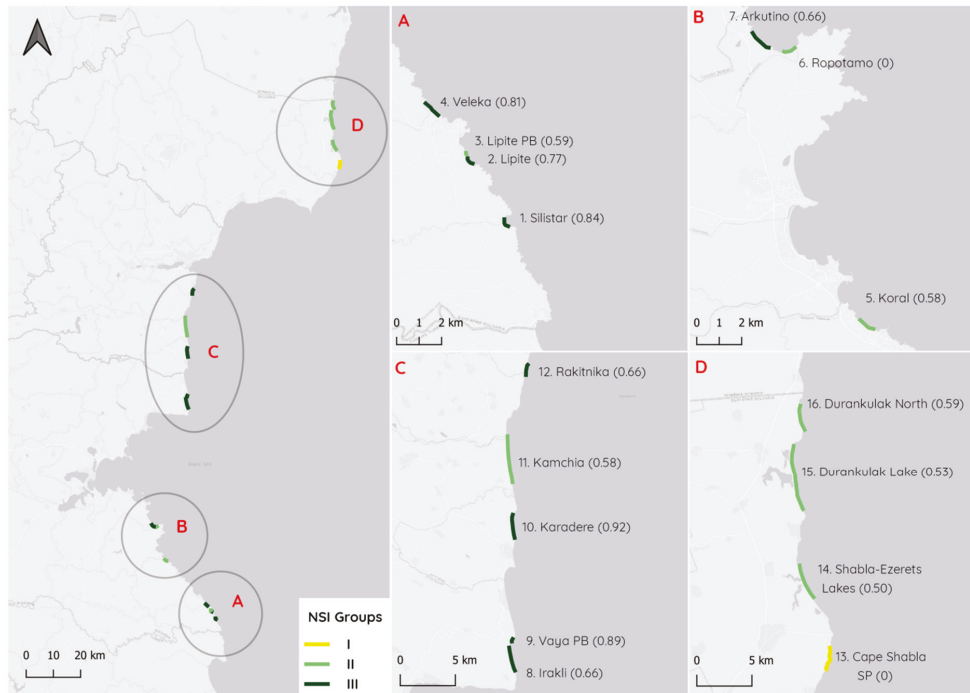 D
C
B
A
0 10 20 km
NSI Groups
I
II
III
A
4. Veleka (0.81)
3. Lipite PB (0.59)
2. Lipite (0.77)
1. Silistar (0.84)
0 1 2 km
B
7. Arkutino (0.66)
6. Ropotamo (0)
5. Koral (0.58)
0 1 2 km
C
12. Rakitnika (0.66)
11. Kamchia (0.58)
10. Karadere (0.92)
9. Vaya PB (0.89)
8. Irakli (0.66)
0 5 km
D
16. Durankulak North (0.59)
15. Durankulak Lake (0.53)
14. Shabla-Ezerets
Lakes (0.50)
13. Cape Shabla
SP (0)
0 5 km